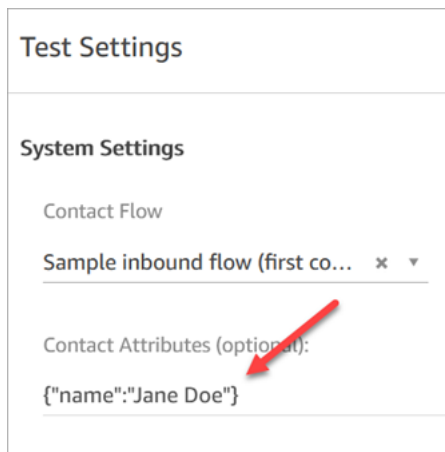 Test Settings
System Settings
Contact Flow
Sample inbound flow (first co...
Contact Attributes (optional):
{"name":"Jane Doe"}